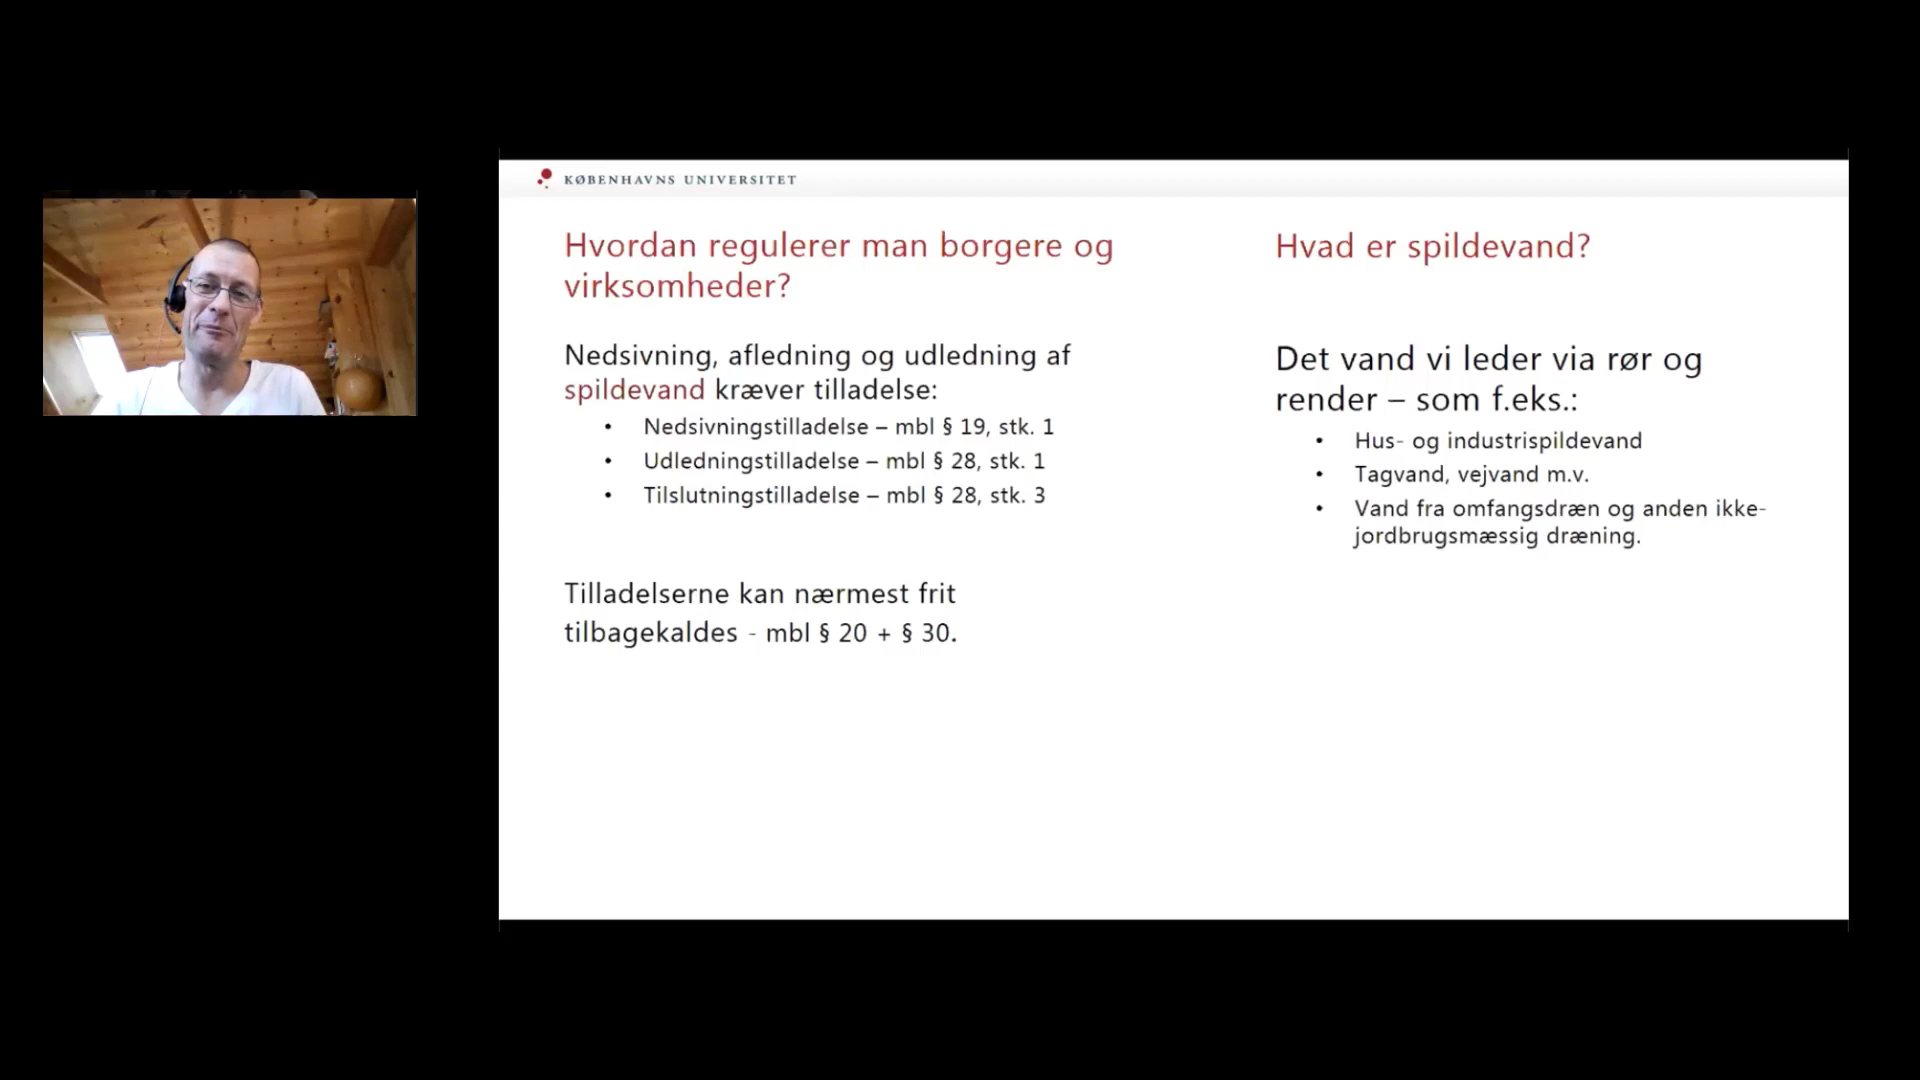 KØBENHAVNS UNIVERSITET
Hvordan regulerer man borgere og
virksomheder?
Nedsivning, afledning og udledning af
spildevand kræver tilladelse:
• Nedsivningstilladelse – mbl § 19, stk. 1
• Udledningstilladelse – mbl § 28, stk. 1
• Tilslutningstilladelse – mbl § 28, stk. 3
Tilladelserne kan nærmest frit
tilbagekaldes - mbl § 20 + § 30.
Hvad er spildevand?
Det vand vi leder via rør og
render – som f.eks.:
• Hus- og industrispildevand
• Tagvand, vejvand m.v.
• Vand fra omfangsdræn og anden ikke-
jordbrugsmæssig dræning.